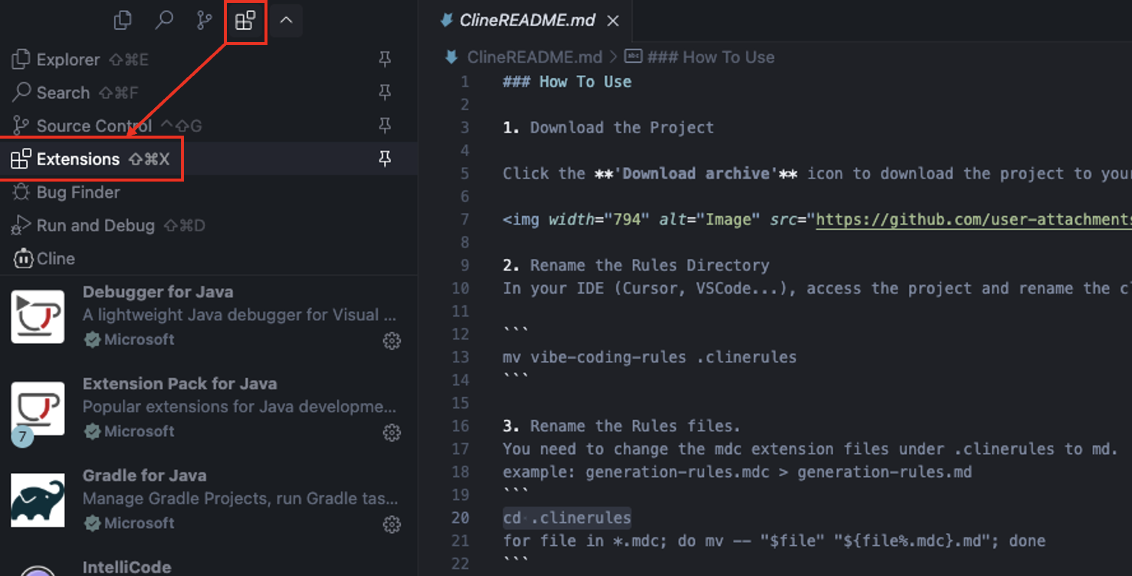 ClineREADME.md
Explorer ⇧⌘E
Search ⇧⌘F
Source Control ^⇧G
Extensions ⇧⌘X
Bug Finder
Run and Debug ⇧⌘D
Cline
Debugger for Java
A lightweight Java debugger for Visual ...
Microsoft
Extension Pack for Java
Popular extensions for Java developme...
7
Microsoft
Gradle for Java
Manage Gradle Projects, run Gradle tas...
Microsoft
IntelliCode
ClineREADME.md > abc ### How To Use
1 ### How To Use
2
3 1. Download the Project
4
5 Click the **'Download archive'** icon to download the project to your
6
7 <img width="794" alt="Image" src="https://github.com/user-attachments
8
9 2. Rename the Rules Directory
10 In your IDE (Cursor, VSCode...), access the project and rename the c
11
12 ```
13 mv vibe-coding-rules .clinerules
14 ```
15
16 3. Rename the Rules files.
17 You need to change the mdc extension files under .clinerules to md.
18 example: generation-rules.mdc > generation-rules.md
19 ```
20 cd .clinerules
21 for file in *.mdc; do mv -- "$file" "${file%.mdc}.md"; done
22 ```